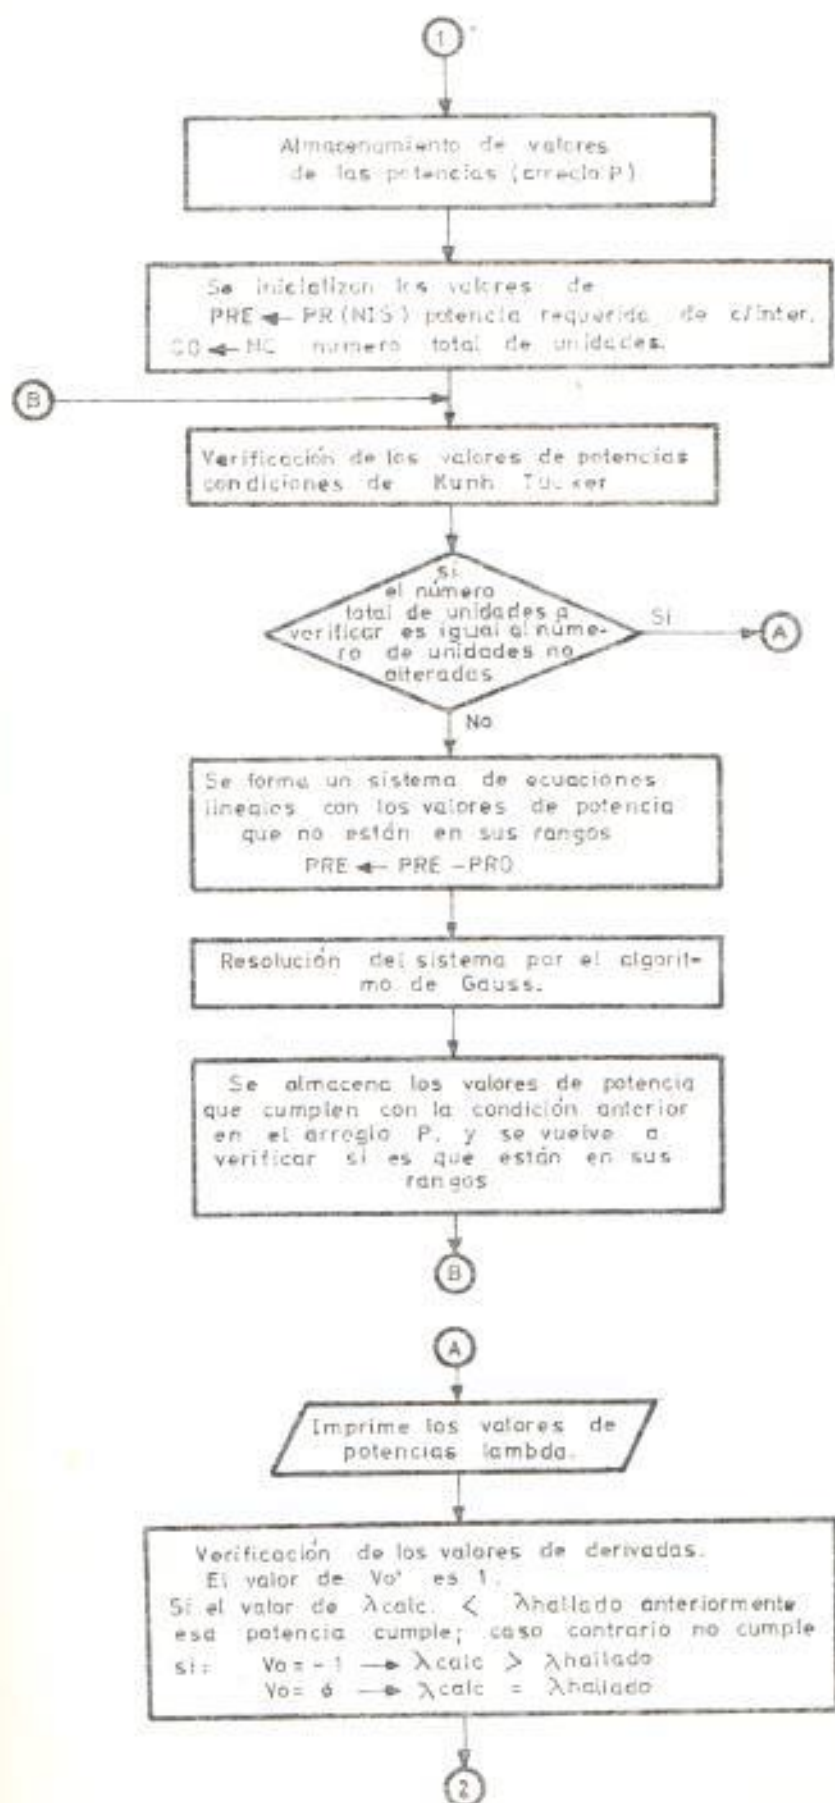 1
Almacenamiento de valores
de las potencias (arreglo P)
Se inicializan los valores de
PRE ← PR(NIS) potencia requerida de c/inter.
CO ← NC numero total de unidades.
B
Verificación de los valores de potencias
condiciones de Kunh Tucker
si
el número
total de unidades a
verificar es igual al núme-
ro de unidades no
alteradas
Si
A
No
Se forma un sistema de ecuaciones
lineales con los valores de potencia
que no están en sus rangos
PRE ← PRE - PRO
Resolución del sistema por el algorit-
mo de Gauss.
Se almacena los valores de potencia
que cumplen con la condición anterior
en el arreglo P. y se vuelve a
verificar si es que están en sus
rangos
B
A
Imprime los valores de
potencias lambda.
Verificación de los valores de derivadas.
El valor de Vo' es 1.
Si el valor de λcalc. < λhallado anteriormente
esa potencia cumple; caso contrario no cumple
si: Vo = -1 → λcalc > λhallado
Vo = ϕ → λcalc = λhallado
2